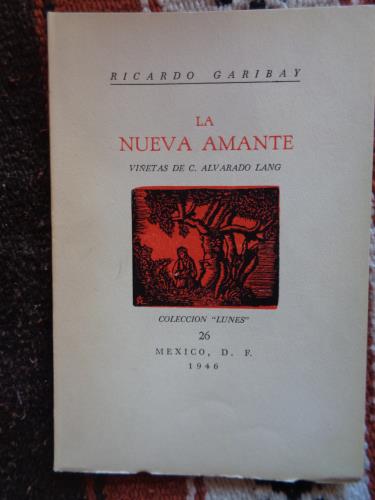 RICARDO GARIBAY
LA
NUEVA AMANTE
VIÑETAS DE C. ALVARADO LANG
COLECCION "LUNES"
26
MEXICO, D. F.
1946